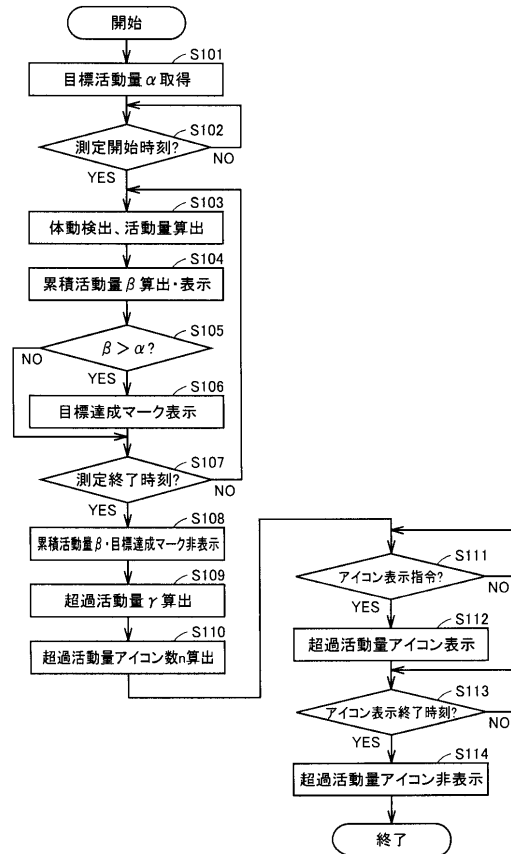 開始
S101
目標活動量α取得
S102
測定開始時刻?
NO
YES
S103
体動検出、活動量算出
S104
累積活動量β算出・表示
S105
β>α?
NO
YES
S106
目標達成マーク表示
S107
測定終了時刻?
NO
YES
S108
累積活動量β・目標達成マーク非表示
S109
超過活動量γ算出
S110
超過活動量アイコン数n算出
S111
アイコン表示指令?
NO
YES
S112
超過活動量アイコン表示
S113
アイコン表示終了時刻?
NO
YES
S114
超過活動量アイコン非表示
終了